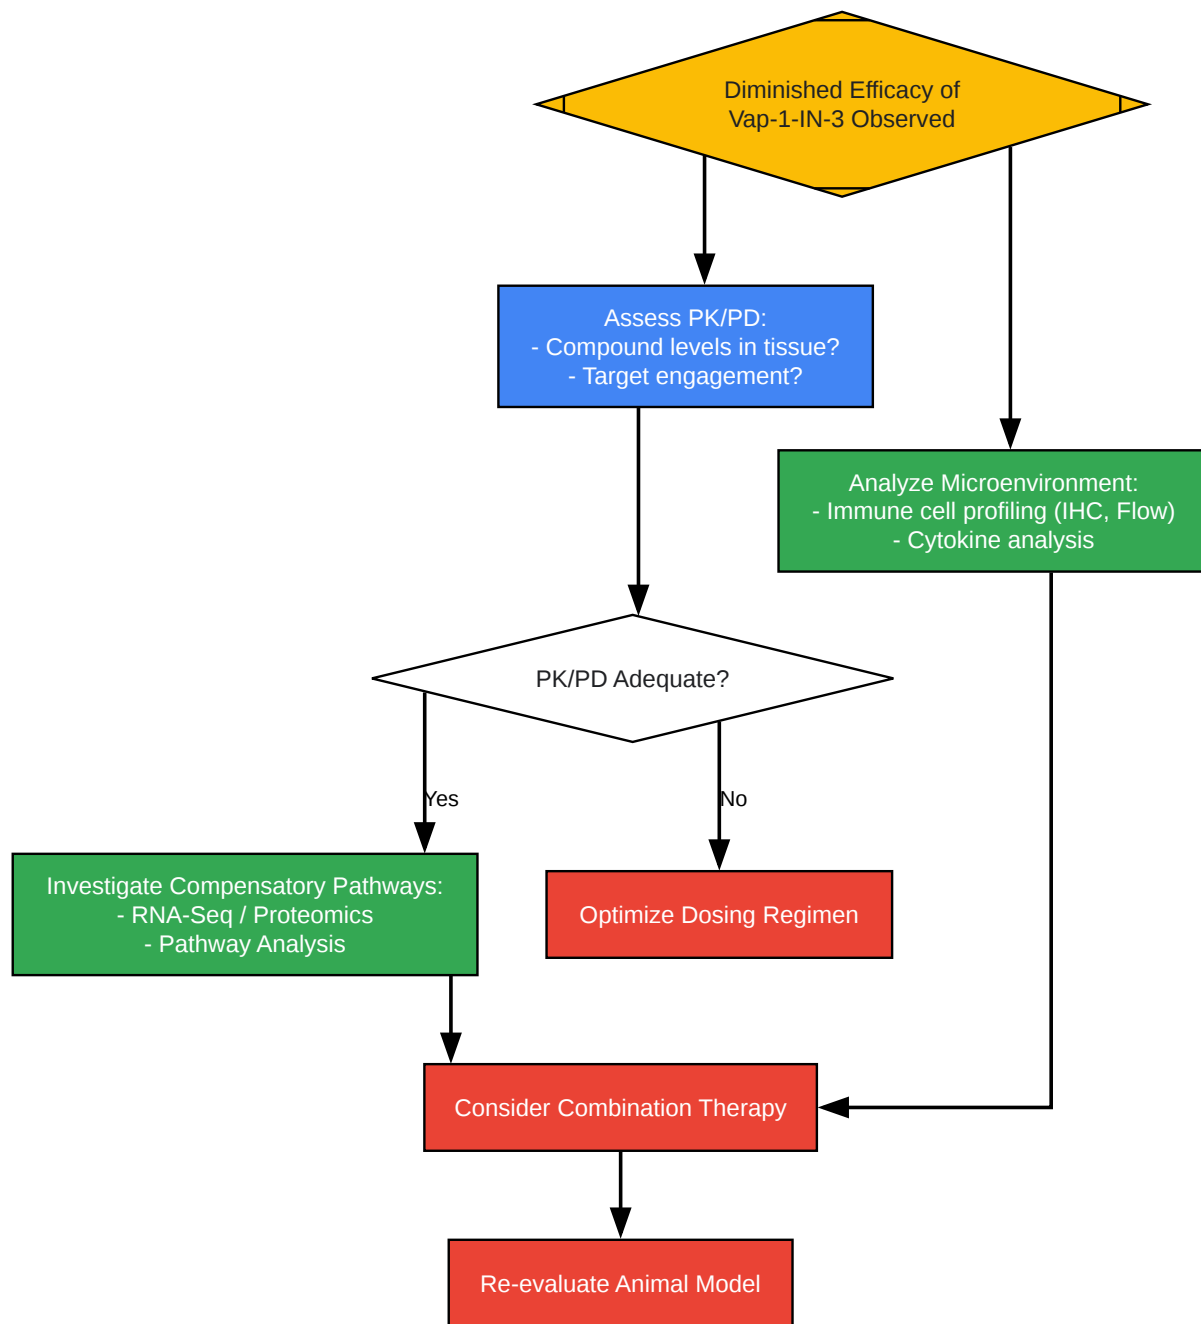 Diminished Efficacy of
Vap-1-IN-3 Observed
Assess PK/PD:
- Compound levels in tissue?
- Target engagement?
Analyze Microenvironment:
- Immune cell profiling (IHC, Flow)
- Cytokine analysis
PK/PD Adequate?
Yes
No
Investigate Compensatory Pathways:
- RNA-Seq / Proteomics
- Pathway Analysis
Optimize Dosing Regimen
Consider Combination Therapy
Re-evaluate Animal Model